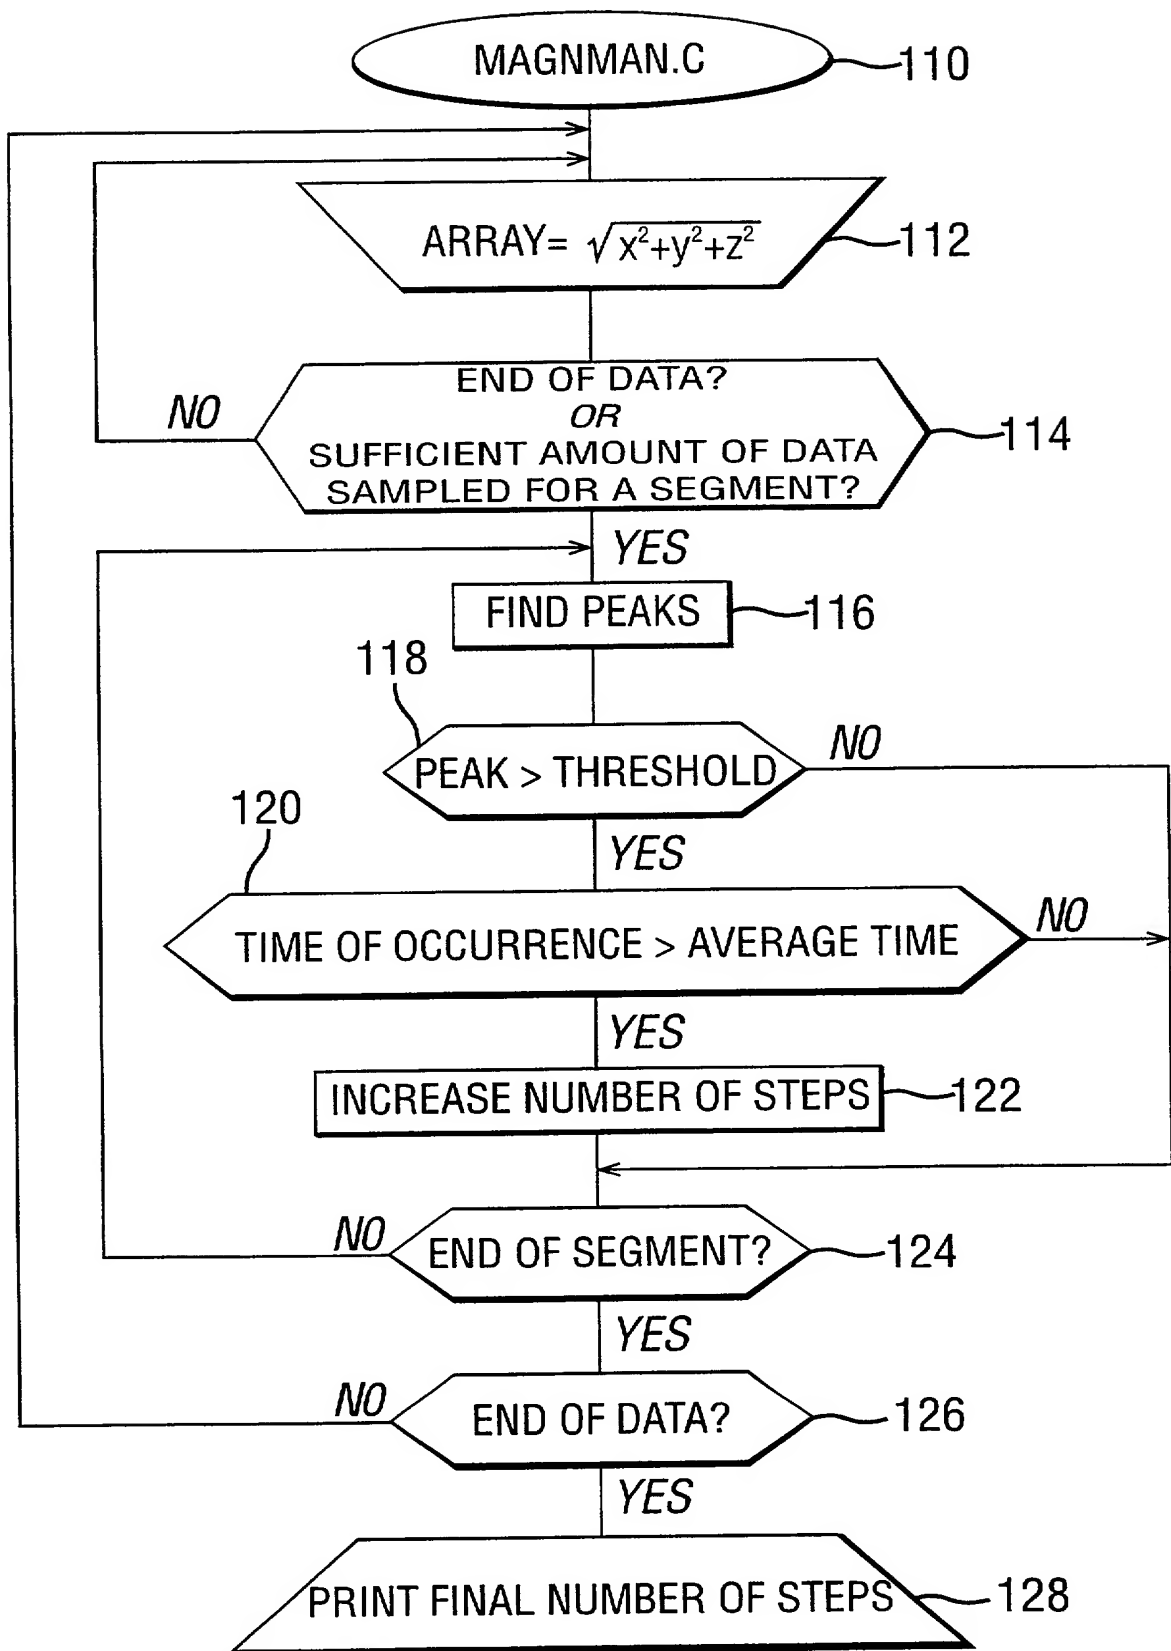 MAGNMAN.C 110
ARRAY= √x²+y²+z² 112
END OF DATA?
OR
NO
SUFFICIENT AMOUNT OF DATA
SAMPLED FOR A SEGMENT?
114
YES
FIND PEAKS 116
118
PEAK > THRESHOLD
NO
YES
120
TIME OF OCCURRENCE > AVERAGE TIME
NO
YES
INCREASE NUMBER OF STEPS 122
NO
END OF SEGMENT? 124
YES
NO
END OF DATA? 126
YES
PRINT FINAL NUMBER OF STEPS 128